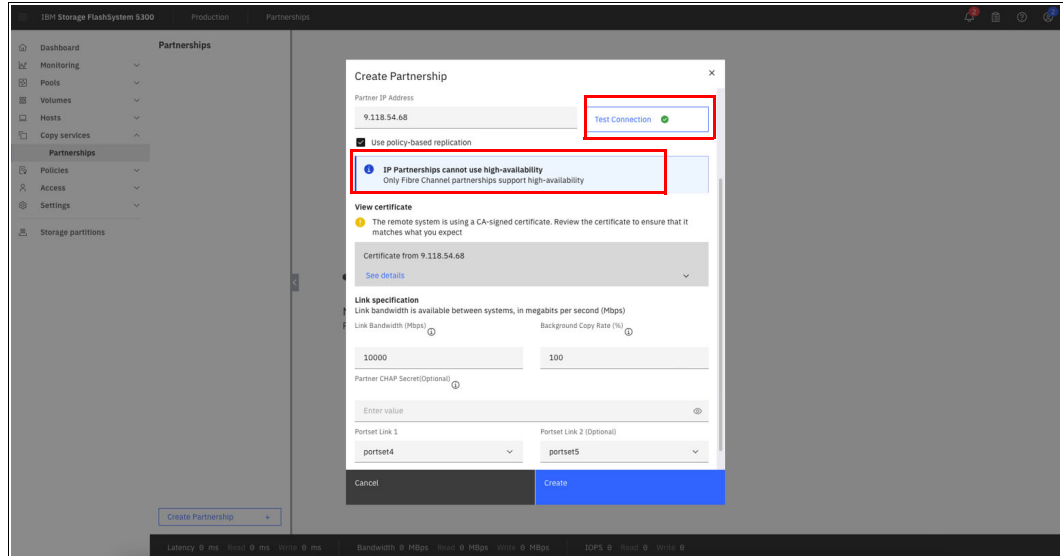 IBM Storage FlashSystem 5300 Production Partnerships
2
2
Dashboard
Monitoring
Pools
Volumes
Hosts
Copy services
Partnerships
Policies
Access
Settings
Storage partitions
Partnerships
Create Partnership +
Create Partnership
Partner IP Address
9.118.54.68
Test Connection
Use policy-based replication
IP Partnerships cannot use high-availability
Only Fibre Channel partnerships support high-availability
View certificate
The remote system is using a CA-signed certificate. Review the certificate to ensure that it
matches what you expect
Certificate from 9.118.54.68
See details
Link specification
Link bandwidth is available between systems, in megabits per second (Mbps)
Link Bandwidth (Mbps) Background Copy Rate (%)
10000 100
Partner CHAP Secret(Optional)
Enter value
Portset Link 1 Portset Link 2 (Optional)
portset4 portset5
Cancel Create
Latency 0 ms Read 0 ms Write 0 ms Bandwidth 0 MBps Read 0 MBps Write 0 MBps IOPS 0 Read 0 Write 0